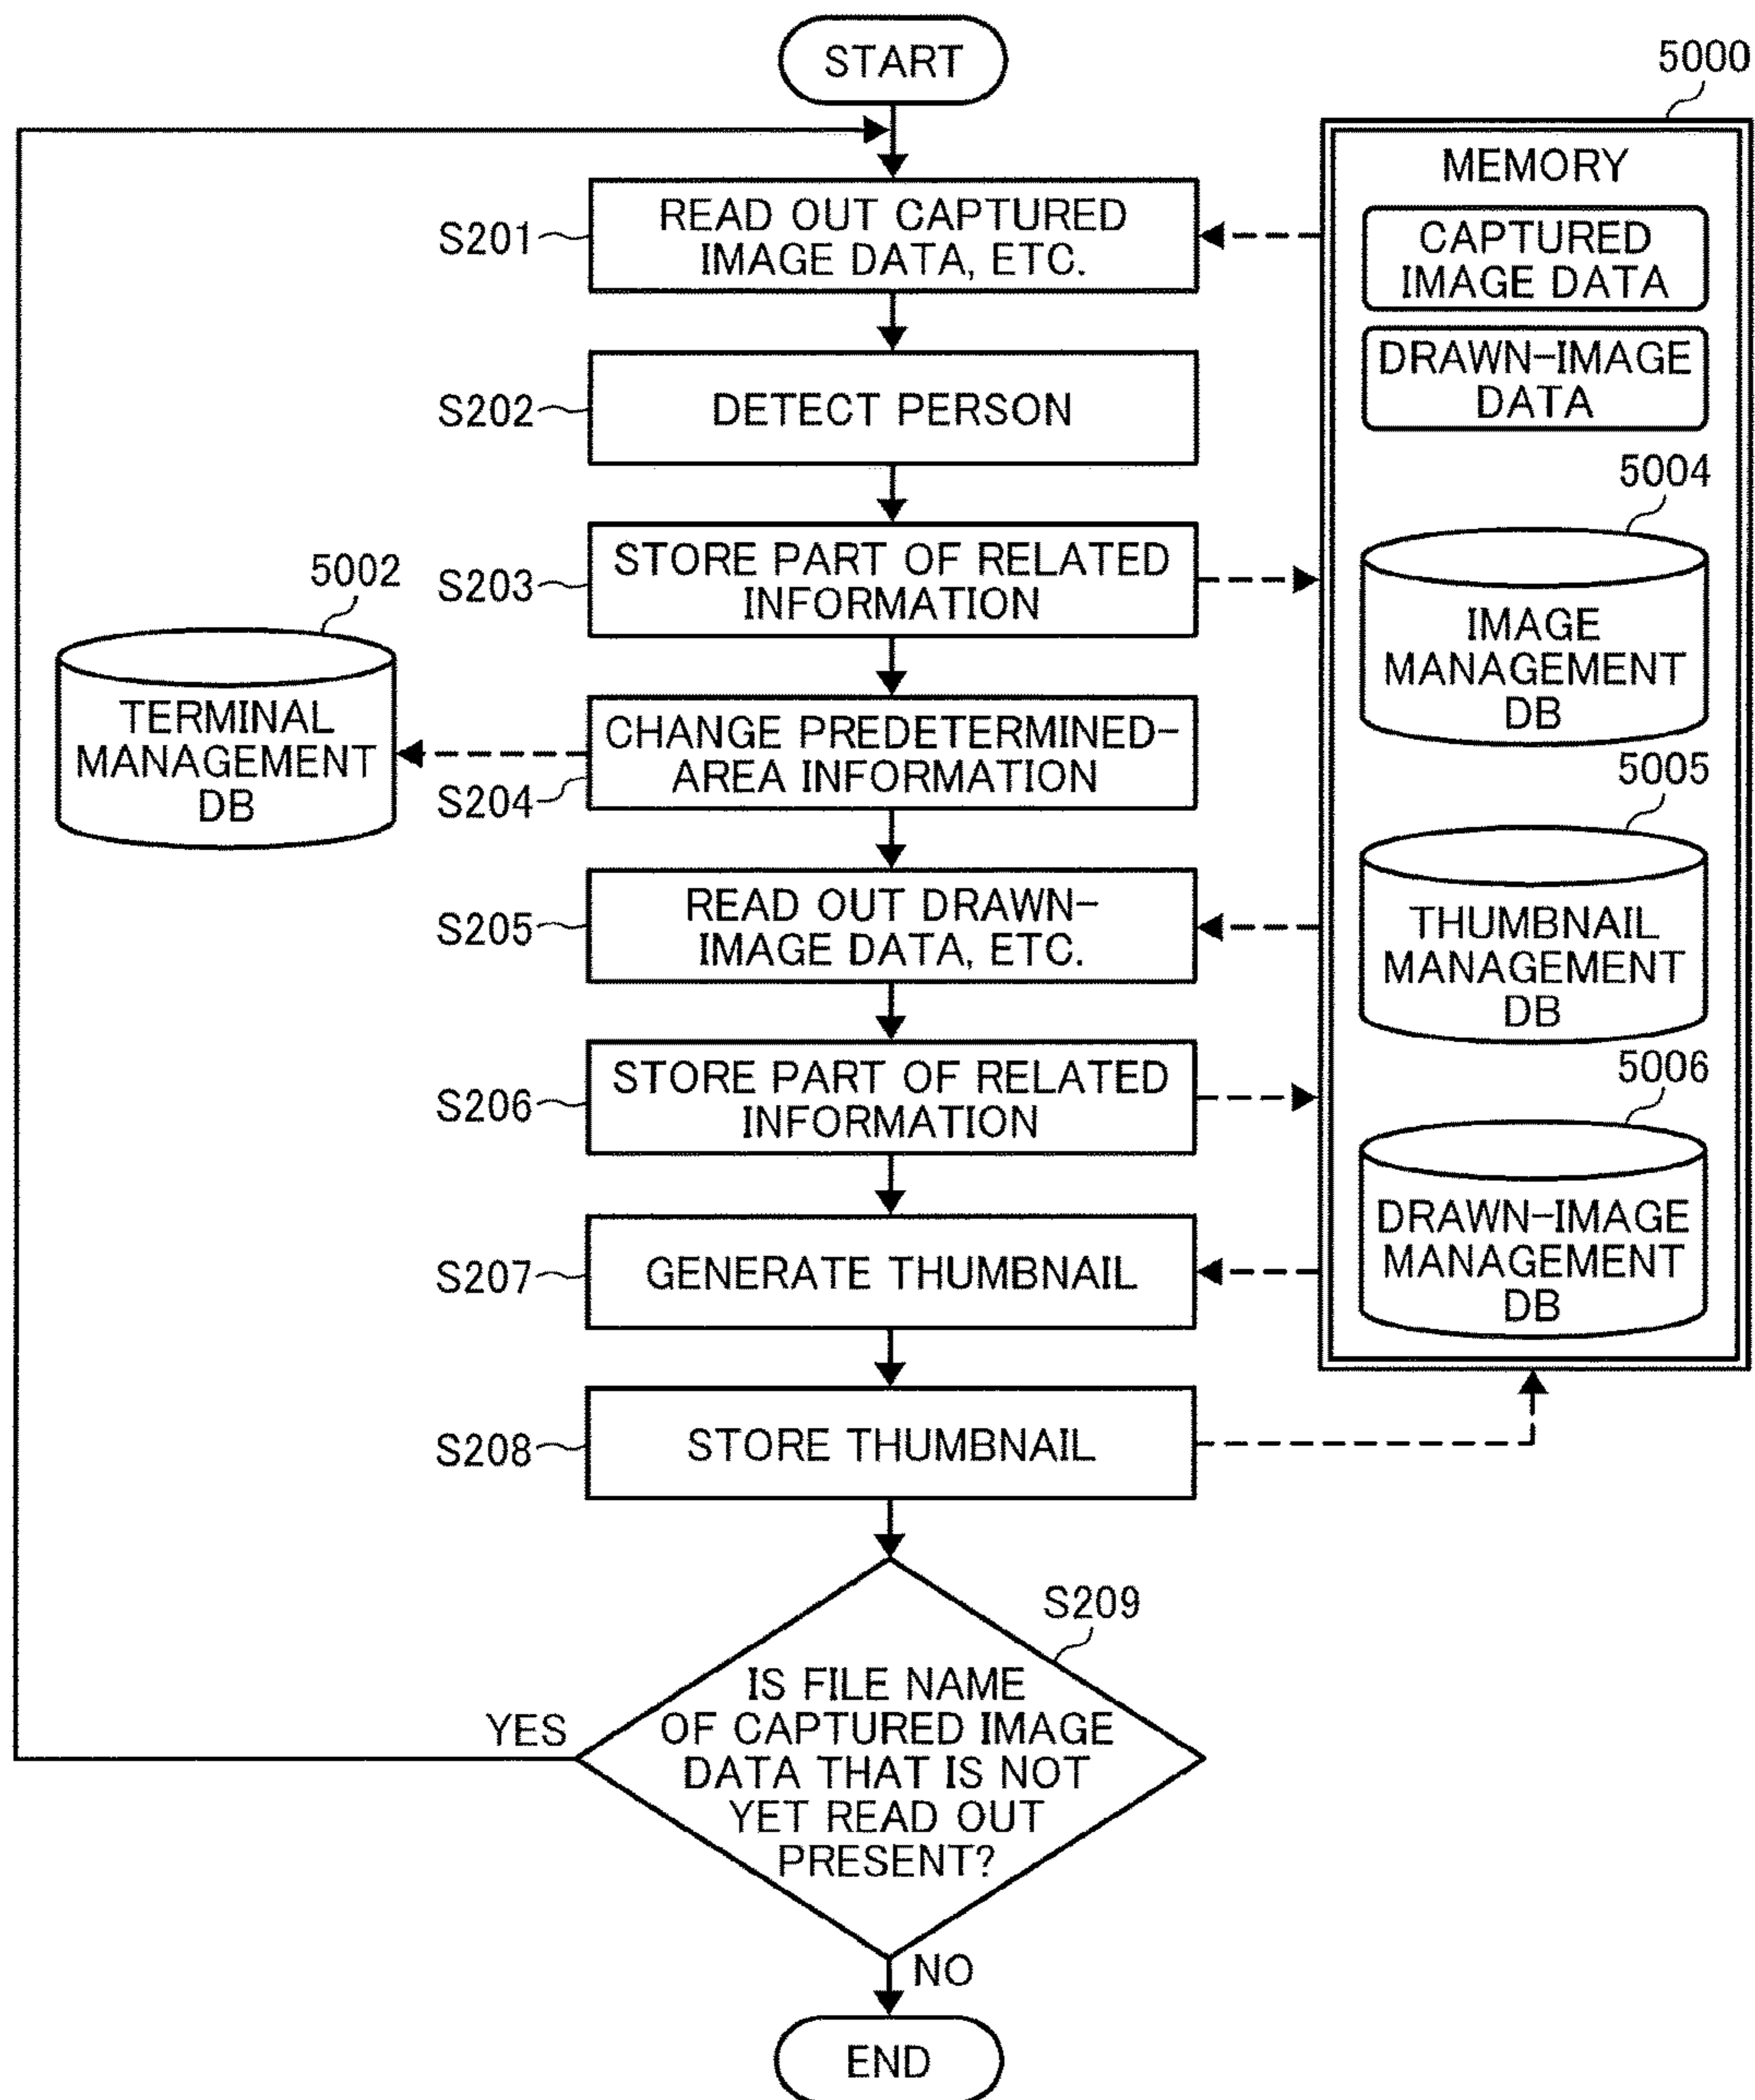 START
S201
READ OUT CAPTURED
IMAGE DATA, ETC.
S202
DETECT PERSON
S203
STORE PART OF RELATED
INFORMATION
5002
TERMINAL
MANAGEMENT
DB
S204
CHANGE PREDETERMINED-
AREA INFORMATION
S205
READ OUT DRAWN-
IMAGE DATA, ETC.
S206
STORE PART OF RELATED
INFORMATION
S207
GENERATE THUMBNAIL
S208
STORE THUMBNAIL
S209
IS FILE NAME
OF CAPTURED IMAGE
DATA THAT IS NOT
YET READ OUT
PRESENT?
YES
NO
END
5000
MEMORY
CAPTURED
IMAGE DATA
DRAWN-IMAGE
DATA
5004
IMAGE
MANAGEMENT
DB
5005
THUMBNAIL
MANAGEMENT
DB
5006
DRAWN-IMAGE
MANAGEMENT
DB